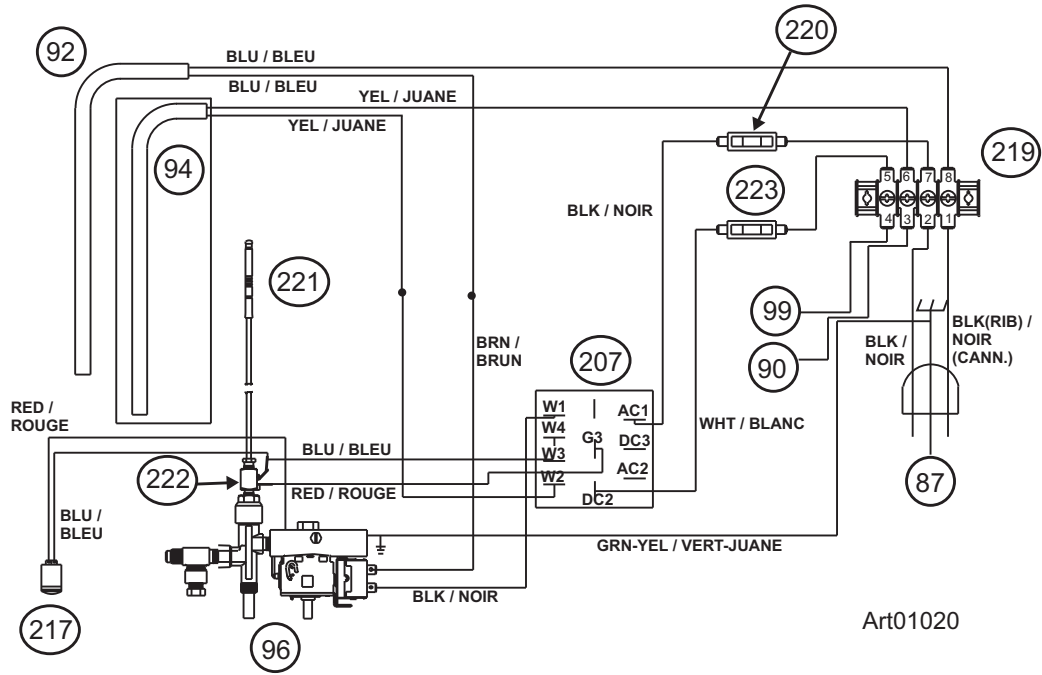 92
BLU / BLEU
BLU / BLEU
220
YEL / JUANE
YEL / JUANE
94
219
5 6 7 8
4 3 2 1
223
BLK / NOIR
221
99
90
BRN /
BRUN
BLK /
NOIR
BLK(RIB) /
NOIR
(CANN.)
207
RED /
ROUGE
W1
AC1
W4
G3
DC3
W3
AC2
W2
DC2
WHT / BLANC
BLU / BLEU
222
RED / ROUGE
87
BLU /
BLEU
GRN-YEL / VERT-JUANE
BLK / NOIR
217
96
Art01020